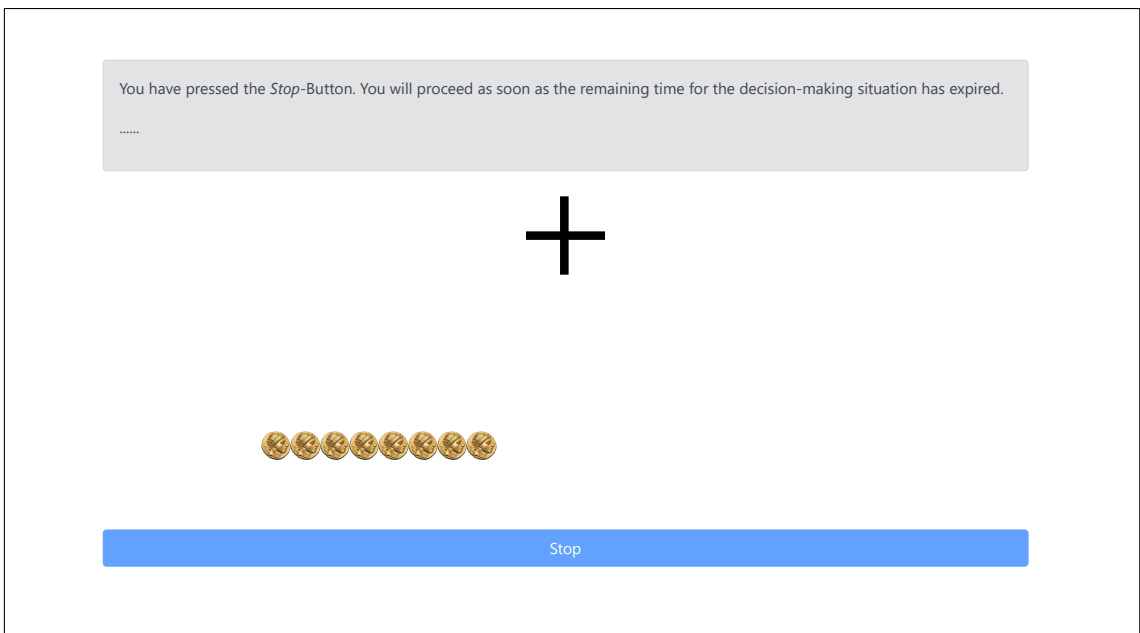 You have pressed the Stop-Button. You will proceed as soon as the remaining time for the decision-making situation has expired.
......
Stop